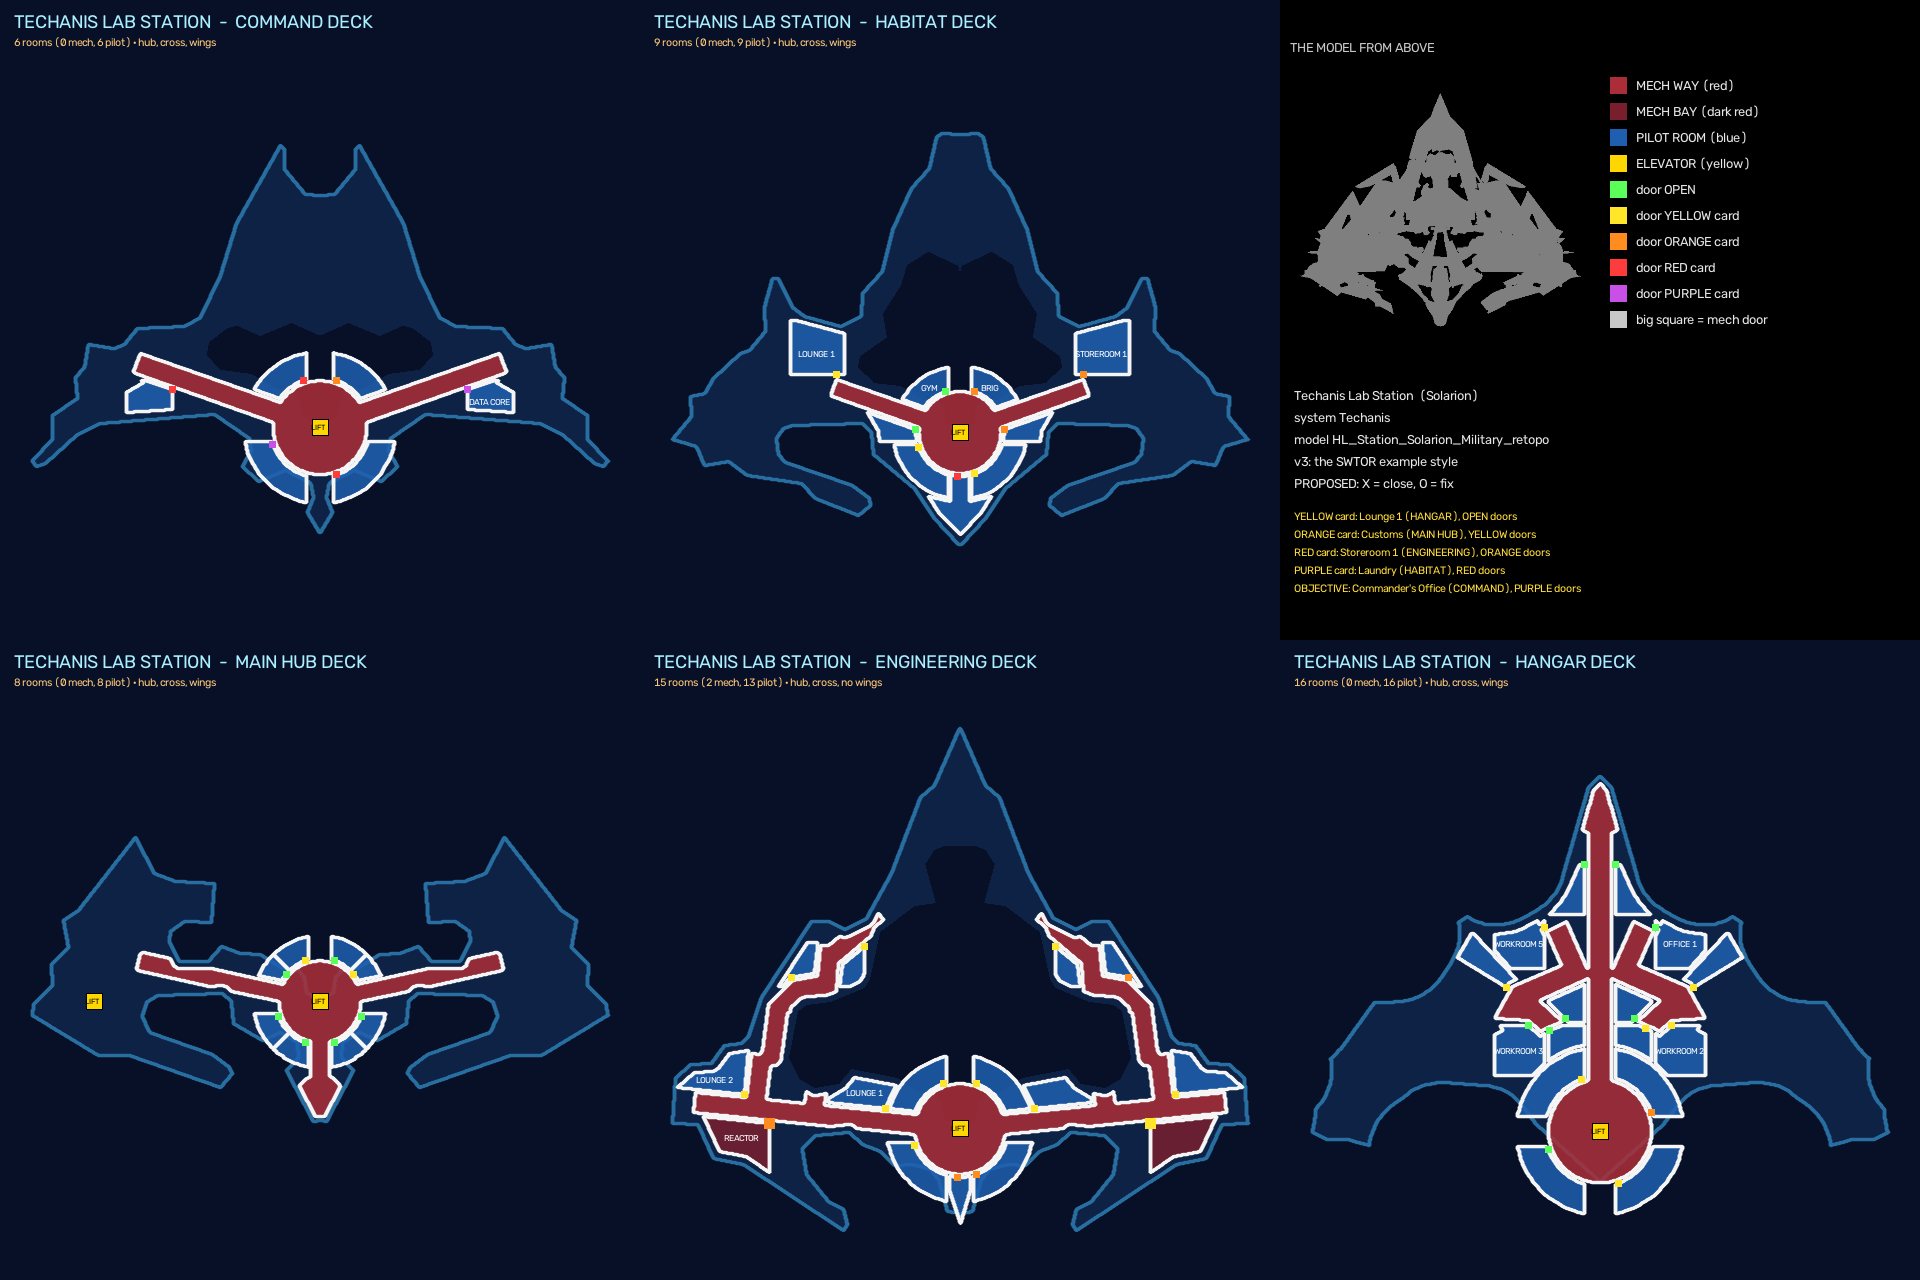 TECHANIS LAB STATION - COMMAND DECK
6 rooms (0 mech, 6 pilot) • hub, cross, wings
DATA CORE
LIFT
TECHANIS LAB STATION - HABITAT DECK
9 rooms (0 mech, 9 pilot) • hub, cross, wings
LOUNGE 1
STOREROOM 1
GYM
BRIG
LIFT
THE MODEL FROM ABOVE
MECH WAY (red)
MECH BAY (dark red)
PILOT ROOM (blue)
ELEVATOR (yellow)
door OPEN
door YELLOW card
door ORANGE card
door RED card
door PURPLE card
big square = mech door
Techanis Lab Station (Solarion)
system Techanis
model HL_Station_Solarion_Military_retopo
v3: the SWTOR example style
PROPOSED: X = close, O = fix
YELLOW card: Lounge 1 (HANGAR), OPEN doors
ORANGE card: Customs (MAIN HUB), YELLOW doors
RED card: Storeroom 1 (ENGINEERING), ORANGE doors
PURPLE card: Laundry (HABITAT), RED doors
OBJECTIVE: Commander's Office (COMMAND), PURPLE doors
TECHANIS LAB STATION - MAIN HUB DECK
8 rooms (0 mech, 8 pilot) • hub, cross, wings
LIFT
LIFT
TECHANIS LAB STATION - ENGINEERING DECK
15 rooms (2 mech, 13 pilot) • hub, cross, no wings
LOUNGE 2
LOUNGE 1
LIFT
REACTOR
TECHANIS LAB STATION - HANGAR DECK
16 rooms (0 mech, 16 pilot) • hub, cross, wings
WORKROOM 5
OFFICE 1
WORKROOM 3
WORKROOM 2
LIFT